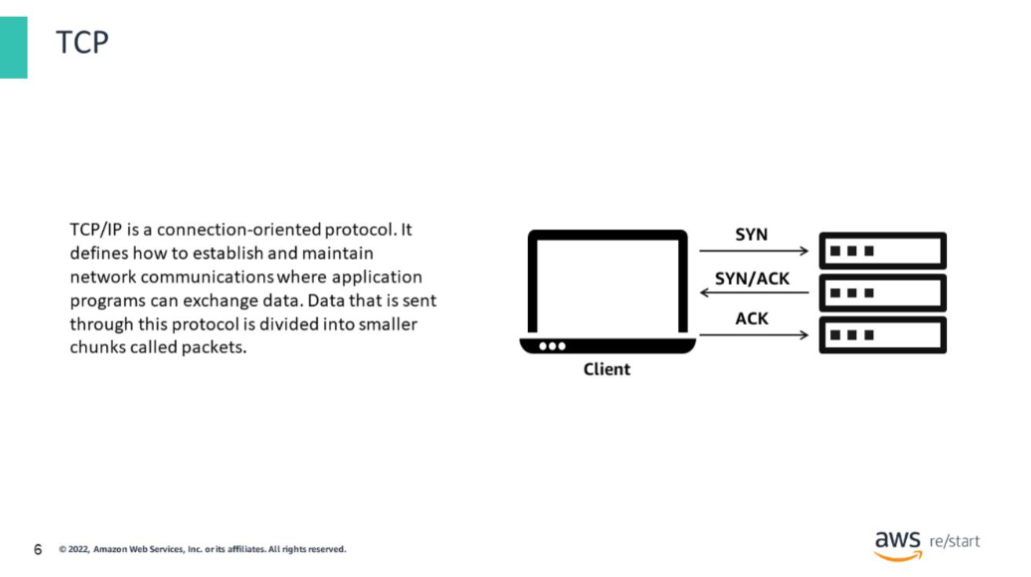 TCP
TCP/IP is a connection-oriented protocol. It
defines how to establish and maintain
network communications where application
programs can exchange data. Data that is sent
through this protocol is divided into smaller
chunks called packets.
SYN
SYN/ACK
ACK
Client
6 © 2022, Amazon Web Services, Inc. or its affiliates. All rights reserved.
aws re/start